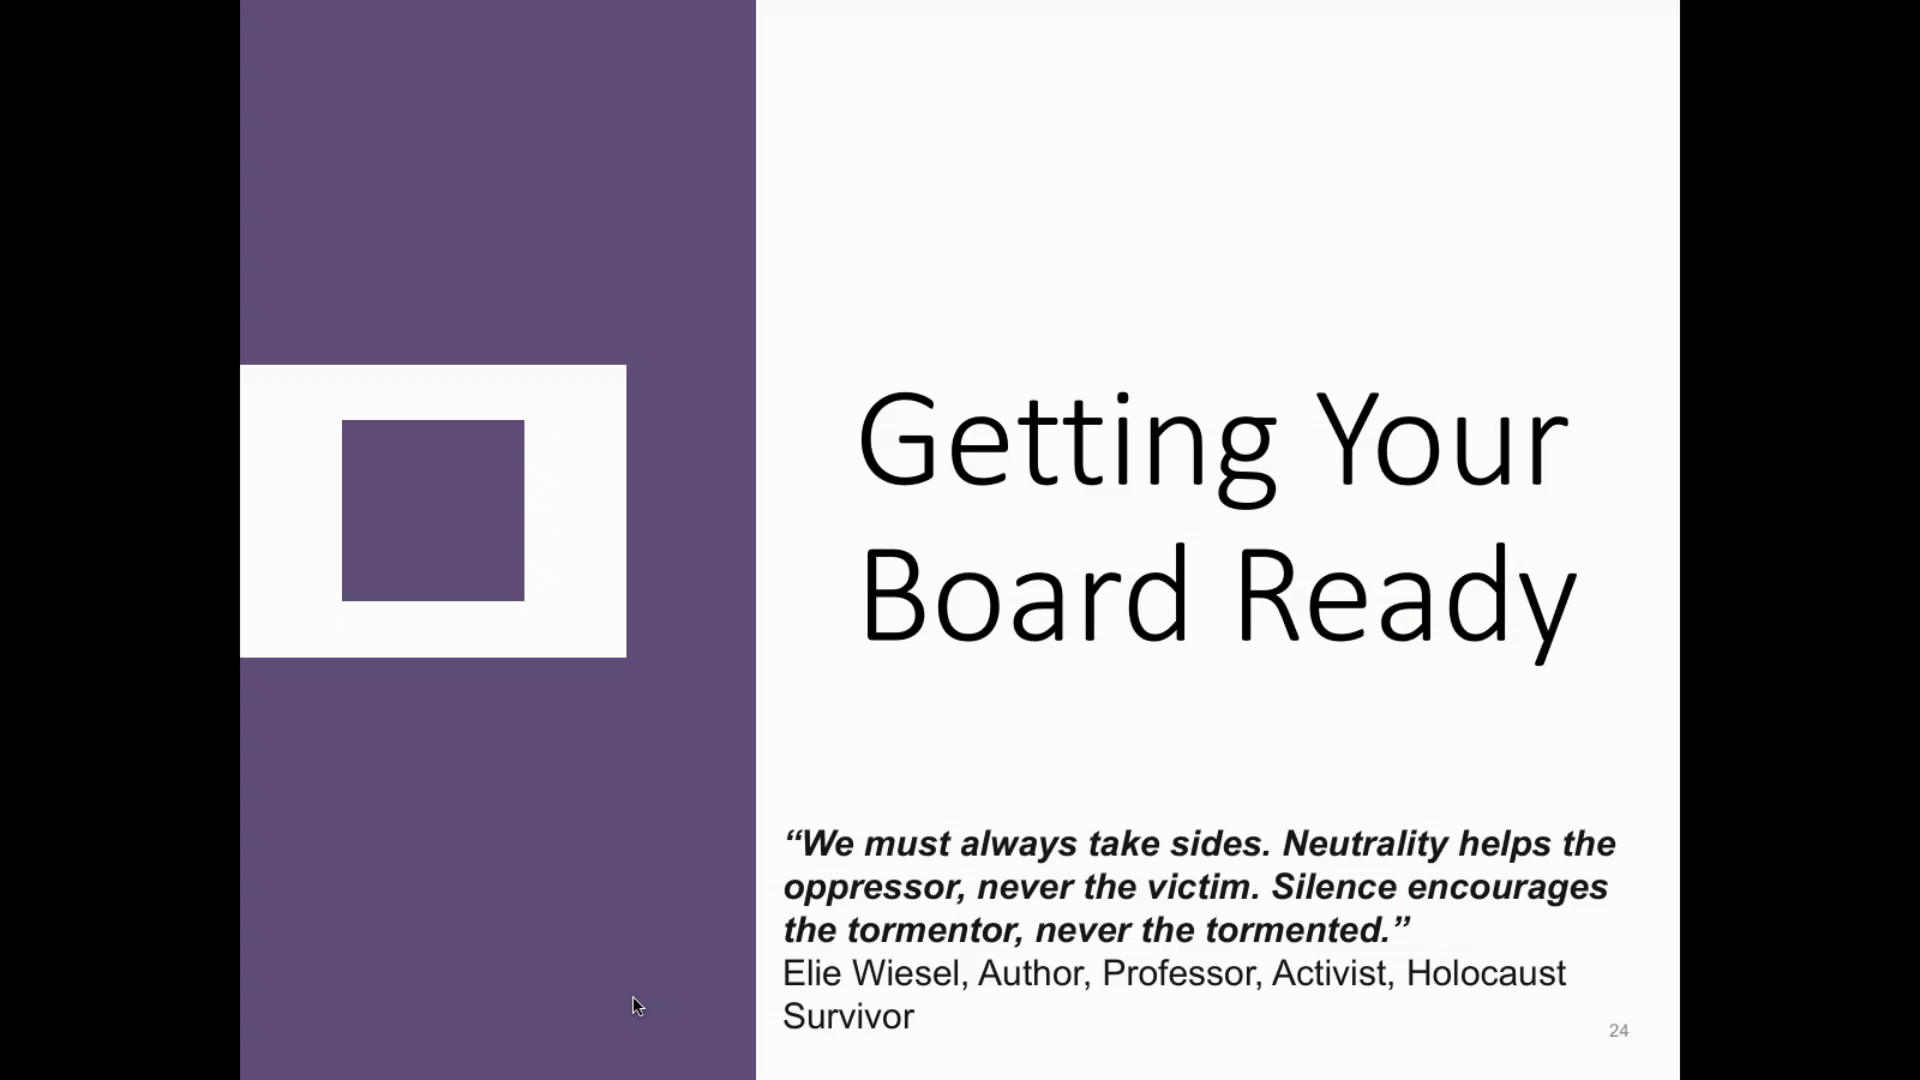 Getting Your
Board Ready
“We must always take sides. Neutrality helps the
oppressor, never the victim. Silence encourages
the tormentor, never the tormented.”
Elie Wiesel, Author, Professor, Activist, Holocaust
Survivor
24